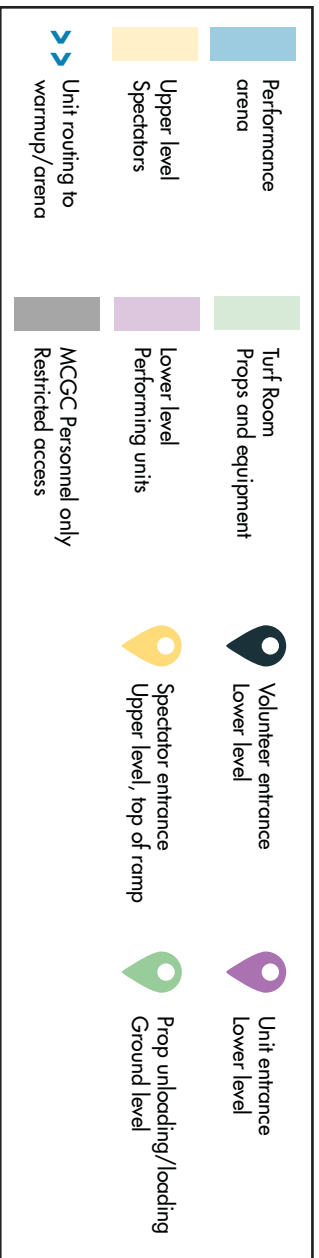 Performance
arena
Turf Room
Props and equipment
Volunteer entrance
Lower level
Unit entrance
Lower level
Upper level
Spectators
Lower level
Performing units
Spectator entrance
Upper level, top of ramp
Prop unloading/loading
Ground level
Unit routing to
warmup/arena
MCGC Personnel only
Restricted access